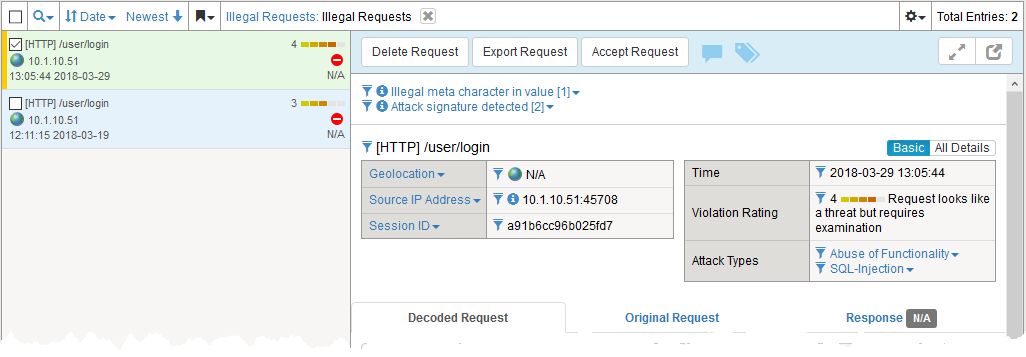 Date Newest Illegal Requests: Illegal Requests Total Entries: 2
[HTTP] /user/login 4
10.1.10.51
13:05:44 2018-03-29 N/A
[HTTP] /user/login 3
10.1.10.51
12:11:15 2018-03-19 N/A
Delete Request Export Request Accept Request
Illegal meta character in value [1]
Attack signature detected [2]
[HTTP] /user/login Basic All Details
Geolocation N/A
Source IP Address 10.1.10.51:45708
Session ID a91b6cc96b025fd7
Time 2018-03-29 13:05:44
Violation Rating 4 Request looks like
a threat but requires
examination
Attack Types Abuse of Functionality
SQL-Injection
Decoded Request Original Request Response N/A